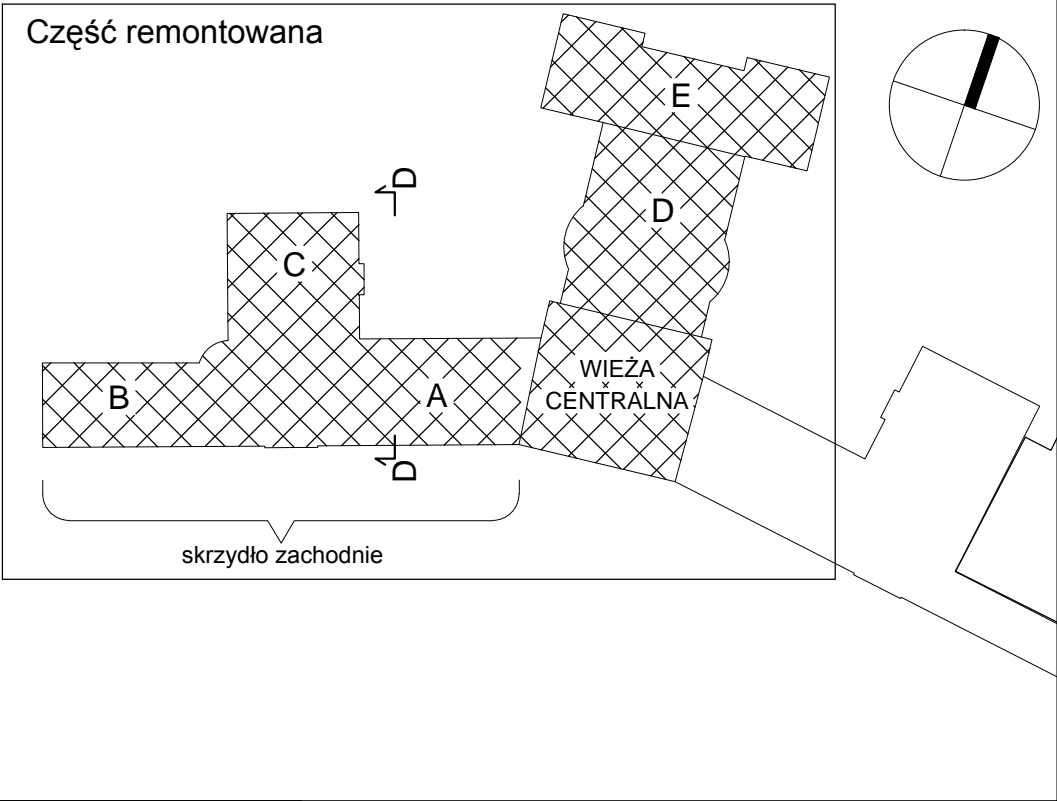 Część remontowana
E
D
D
C
WIEŻA
CENTRALNA
B
A
D
skrzydło zachodnie